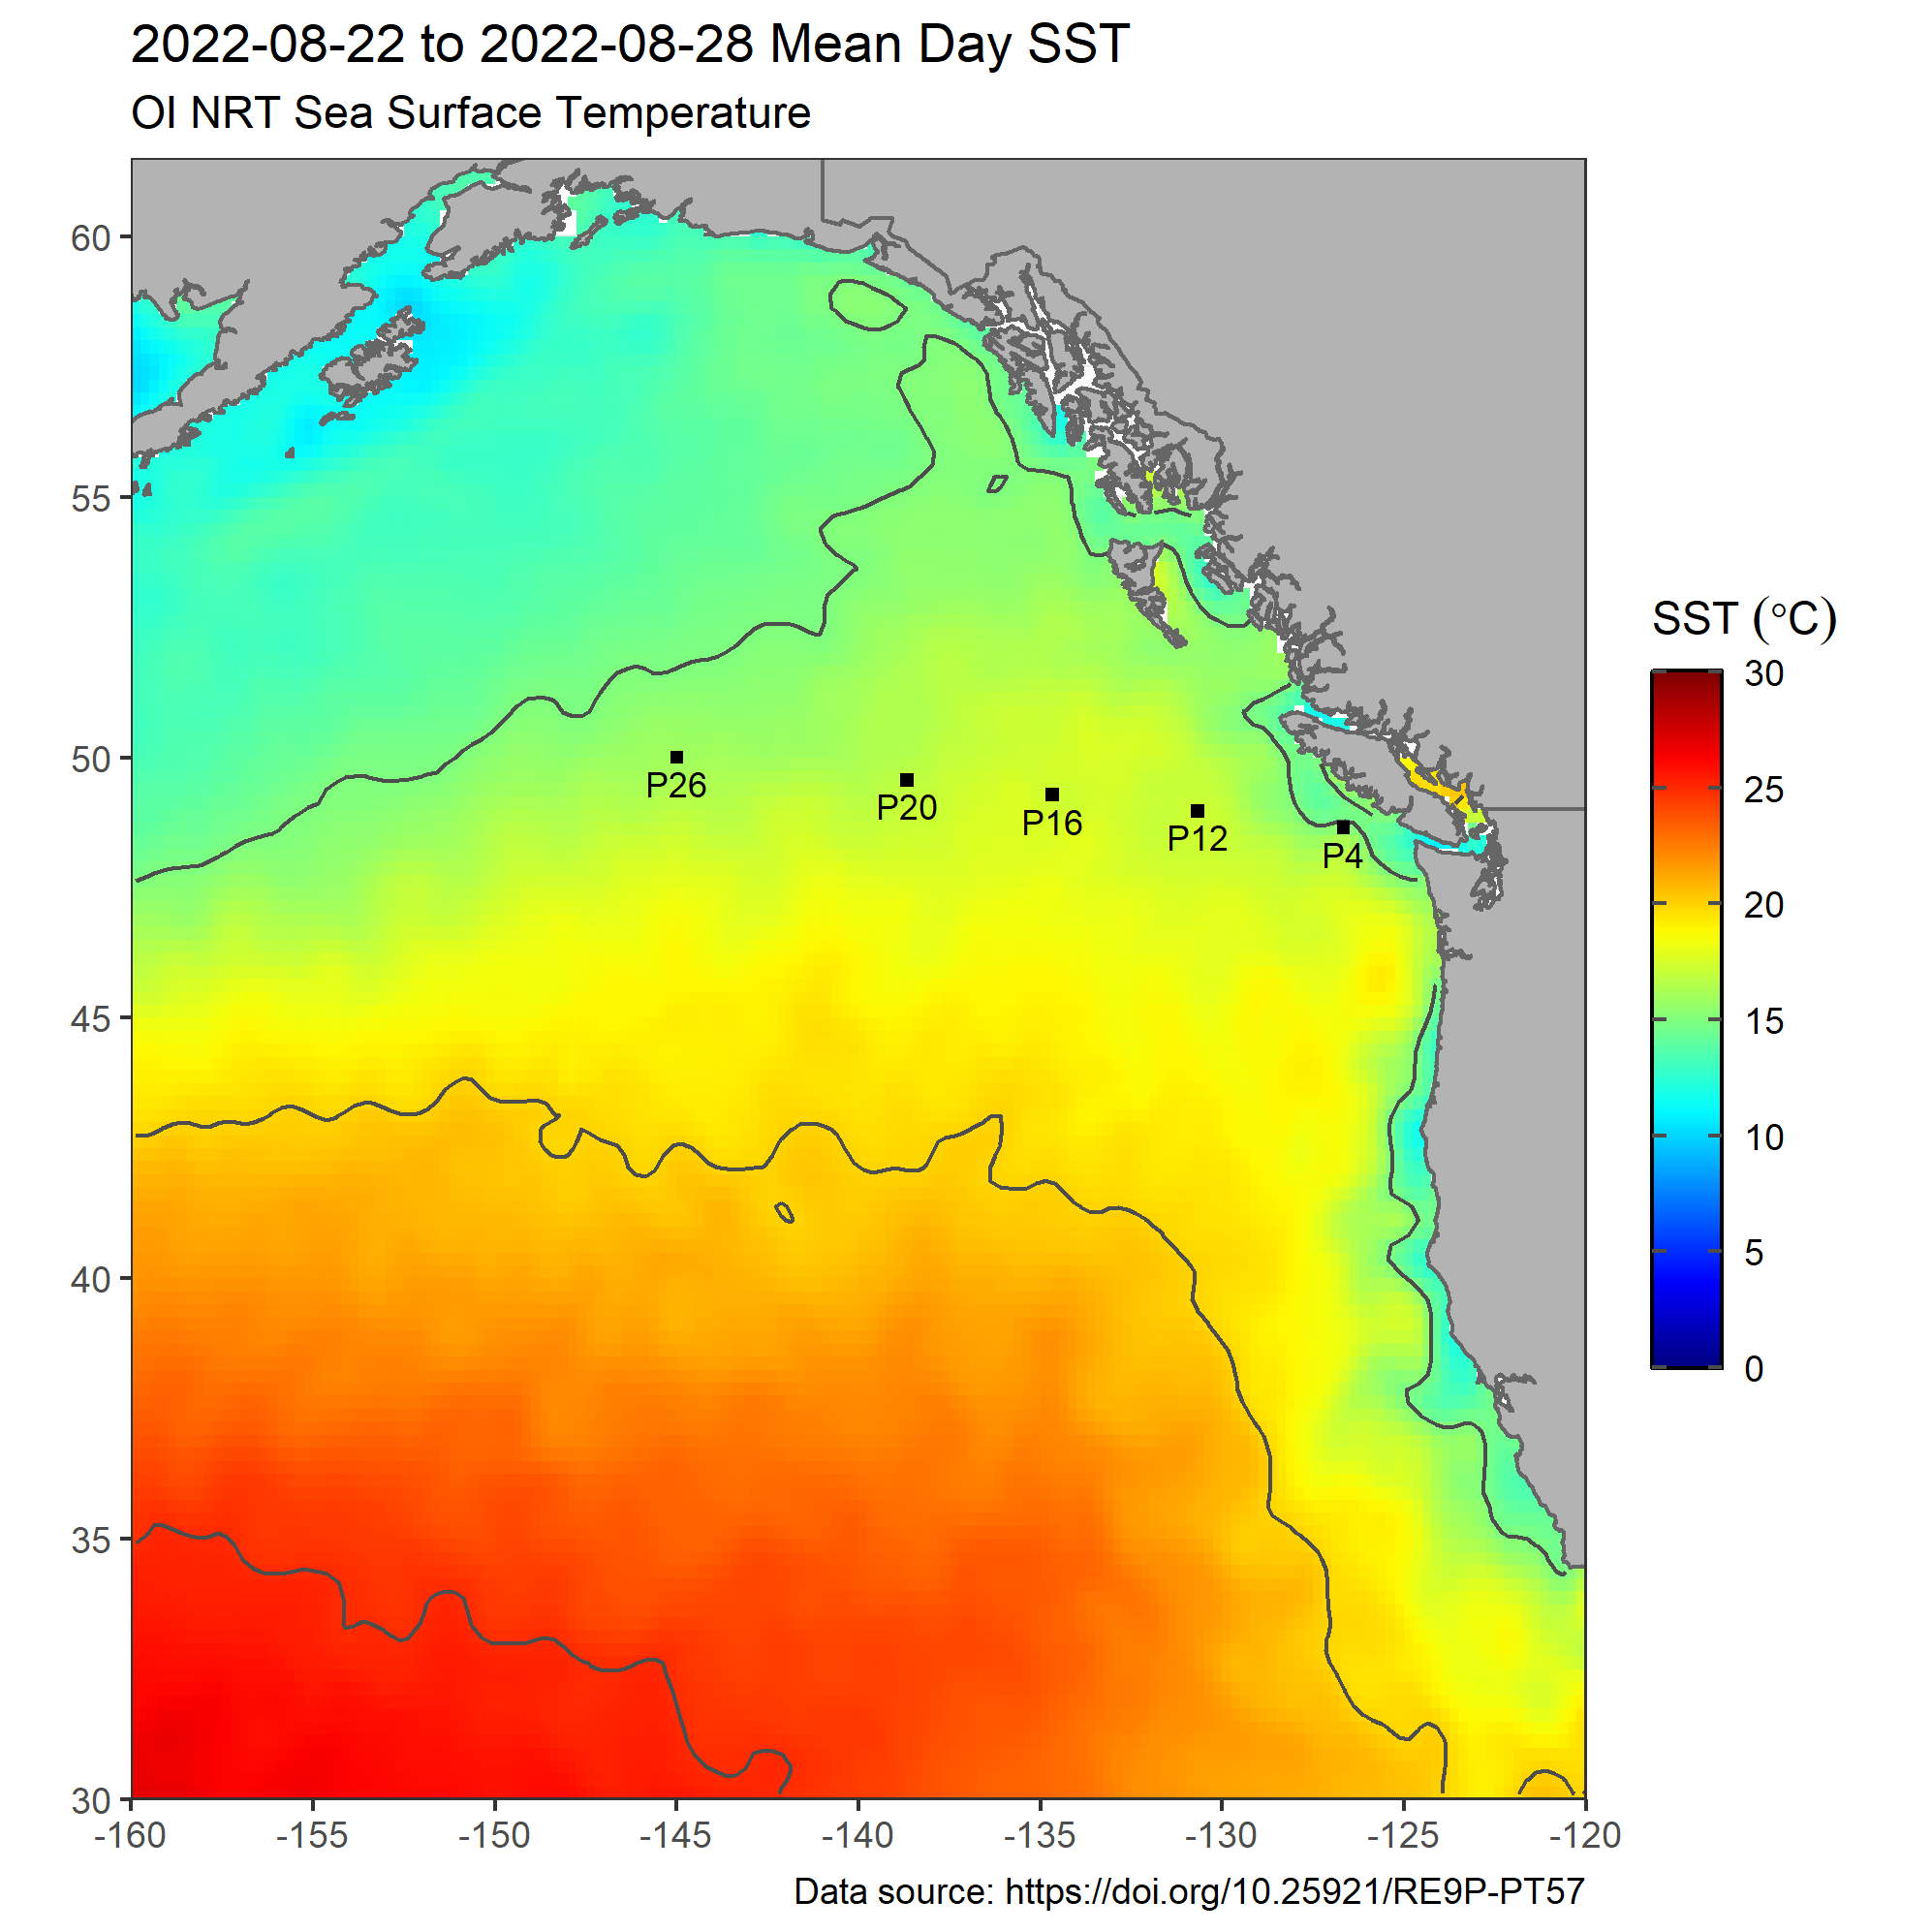 2022-08-22 to 2022-08-28 Mean Day SST
OI NRT Sea Surface Temperature
60
55
50
45
40
35
30
-160
-155
-150
-145
-140
-135
-130
-125
-120
P26
P20
P16
P12
P4
SST (°C)
30
25
20
15
10
5
0
Data source: https://doi.org/10.25921/RE9P-PT57